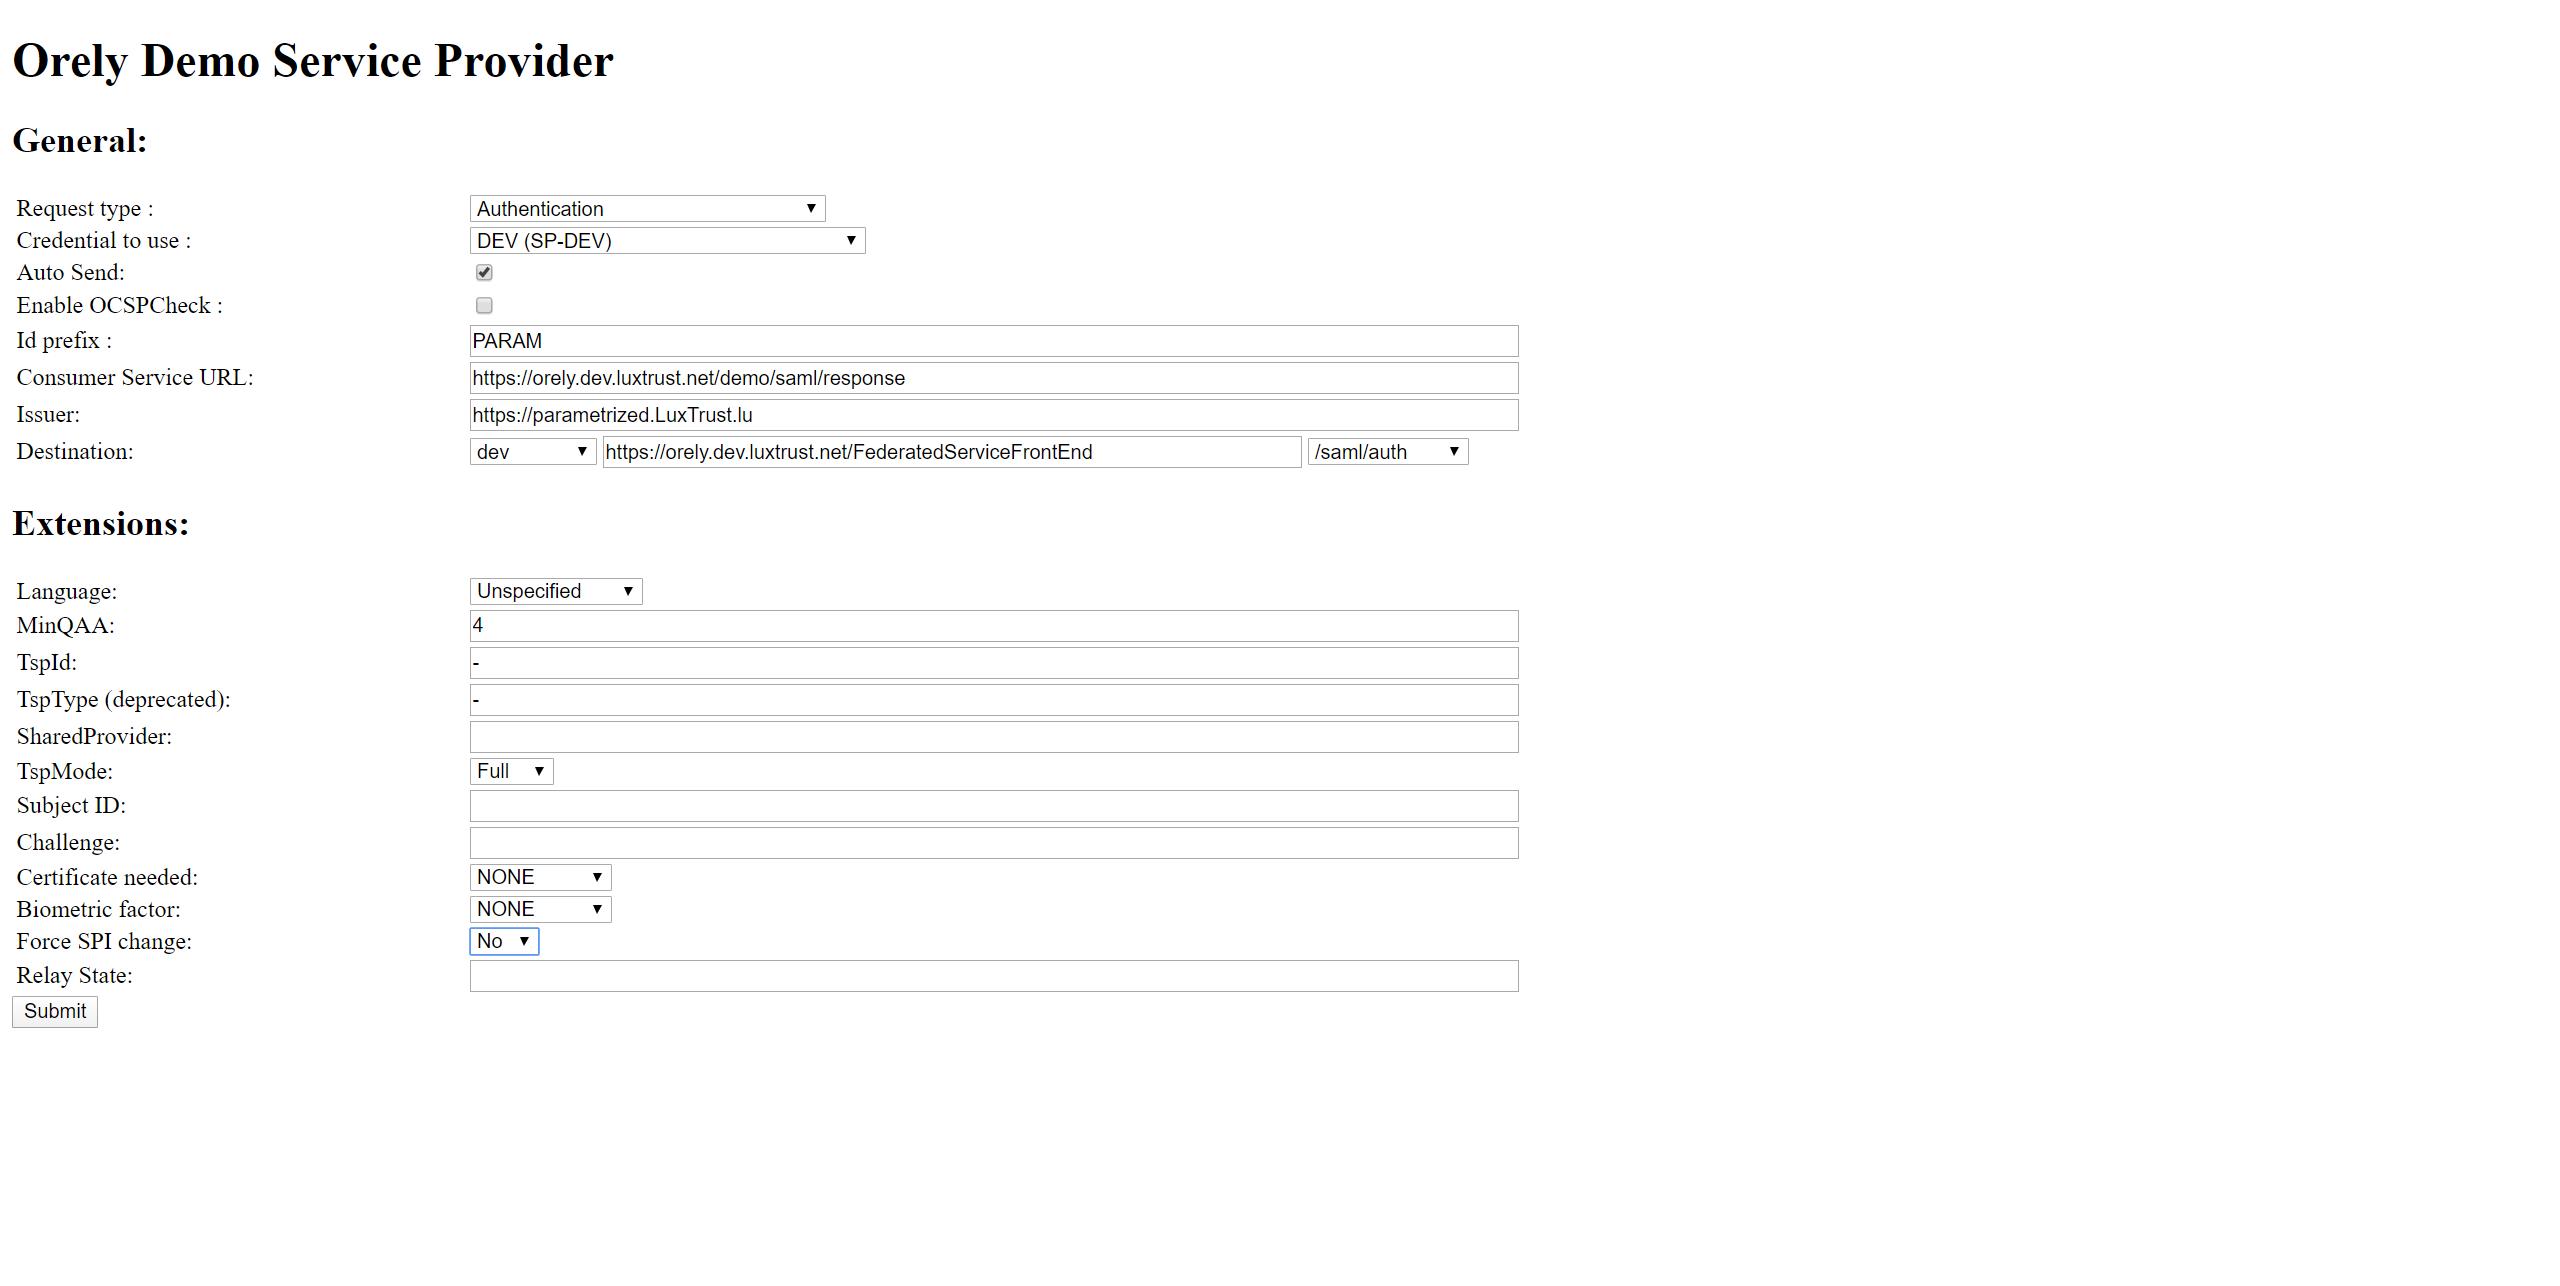 Orely Demo Service Provider
General:
Request type : Authentication
Credential to use : DEV (SP-DEV)
Auto Send:
Enable OCSPCheck :
Id prefix : PARAM
Consumer Service URL: https://orely.dev.luxtrust.net/demo/saml/response
Issuer: https://parametrized.LuxTrust.lu
Destination: dev https://orely.dev.luxtrust.net/FederatedServiceFrontEnd /saml/auth
Extensions:
Language: Unspecified
MinQAA: 4
TspId: -
TspType (deprecated): -
SharedProvider:
TspMode: Full
Subject ID:
Challenge:
Certificate needed: NONE
Biometric factor: NONE
Force SPI change: No
Relay State:
Submit